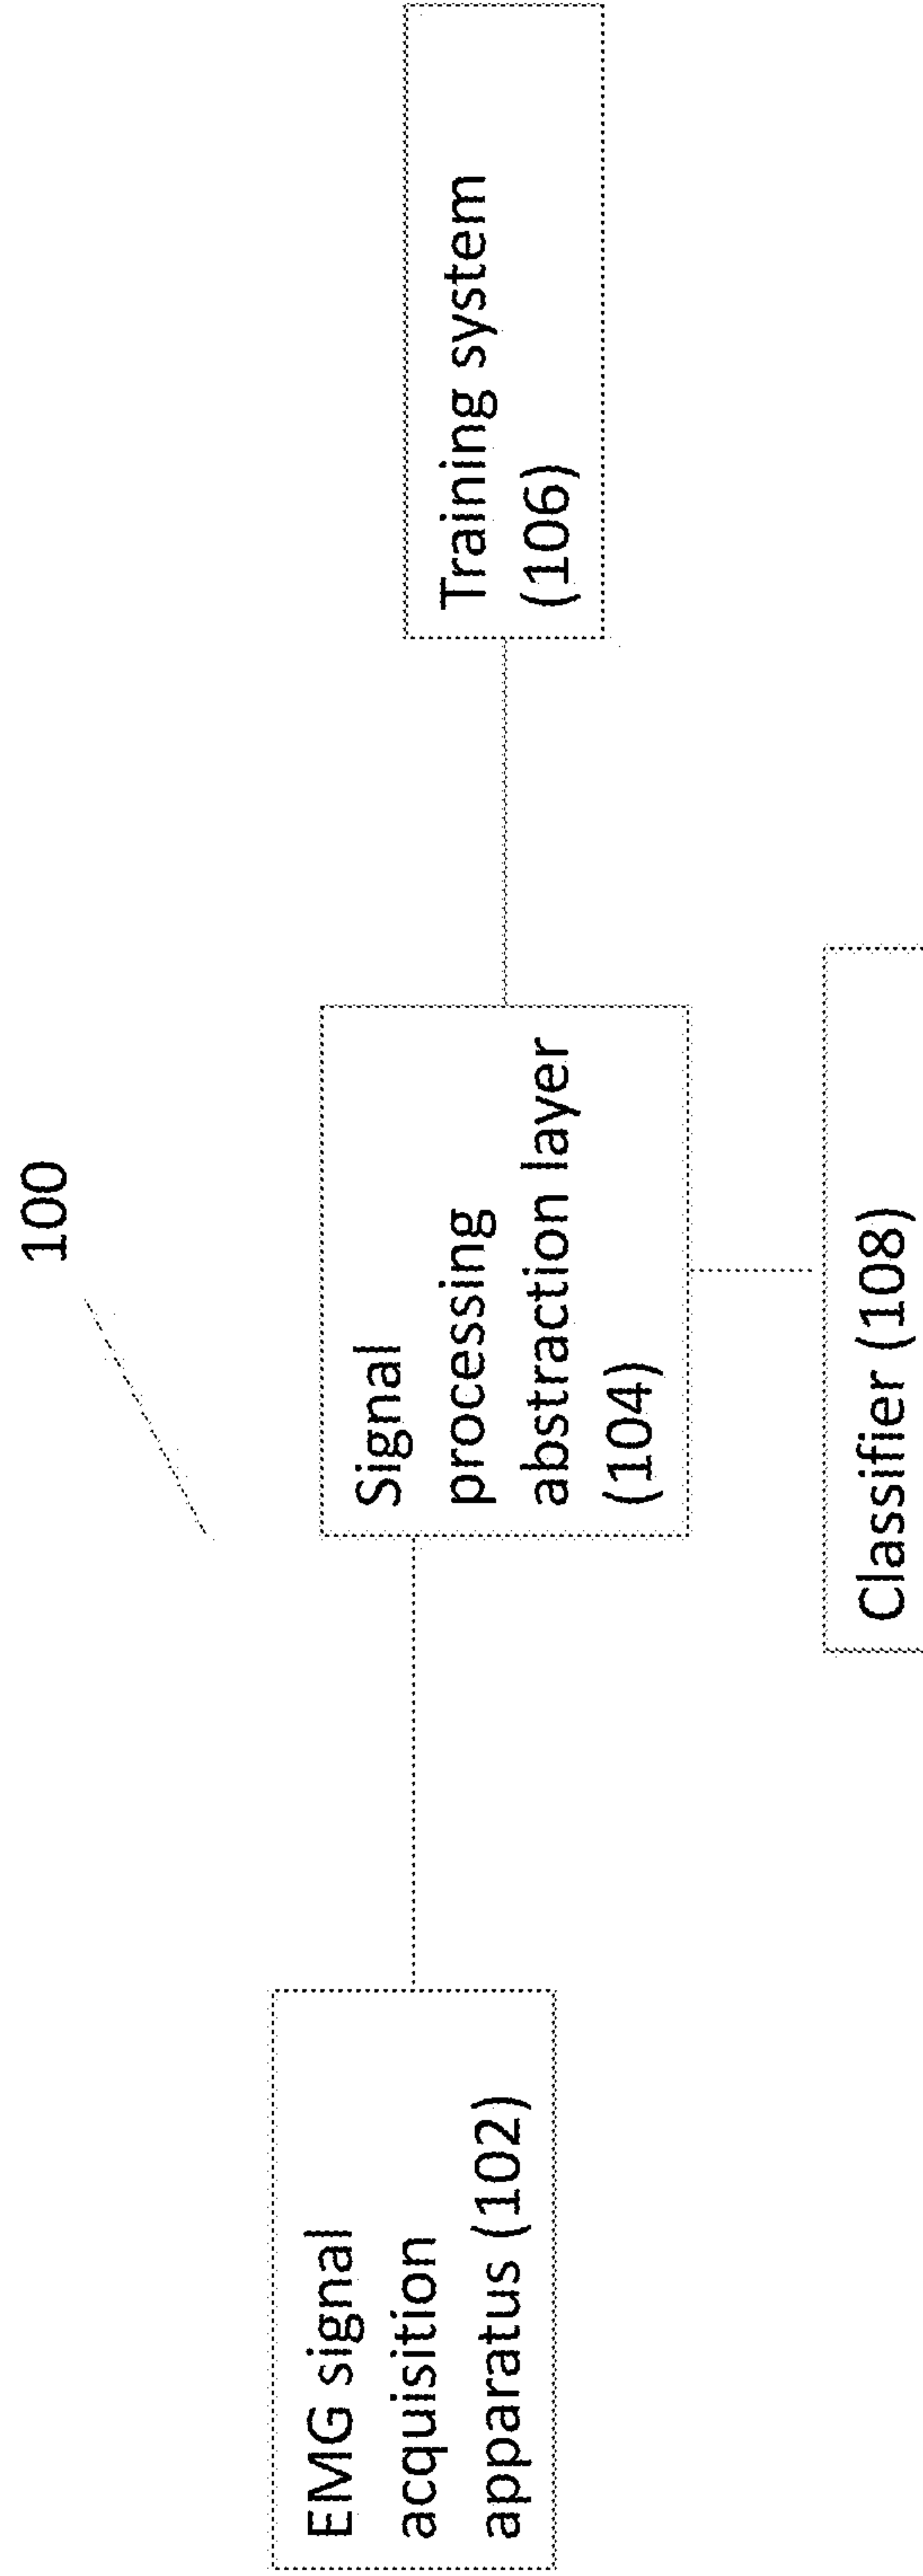 100
EMG signal
acquisition
apparatus (102)
Signal
processing
abstraction layer
(104)
Training system
(106)
Classifier (108)